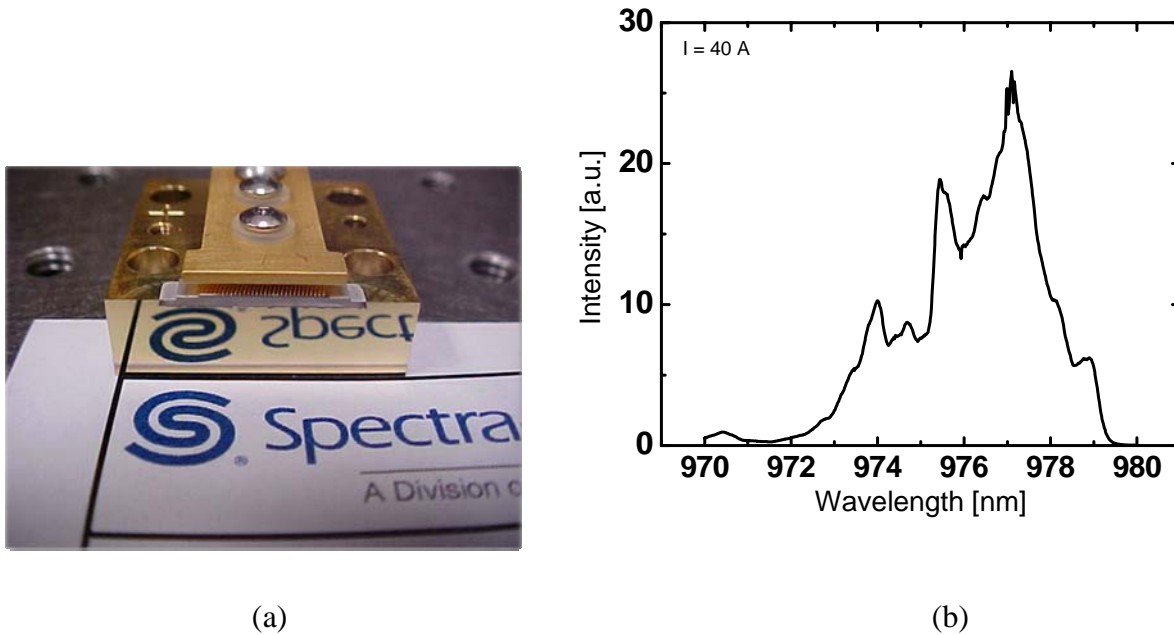 +
Spect
S® Spectra
A Division o
(a)
30
20
10
0
I = 40 A
Intensity [a.u.]
970 972 974 976 978 980
Wavelength [nm]
(b)